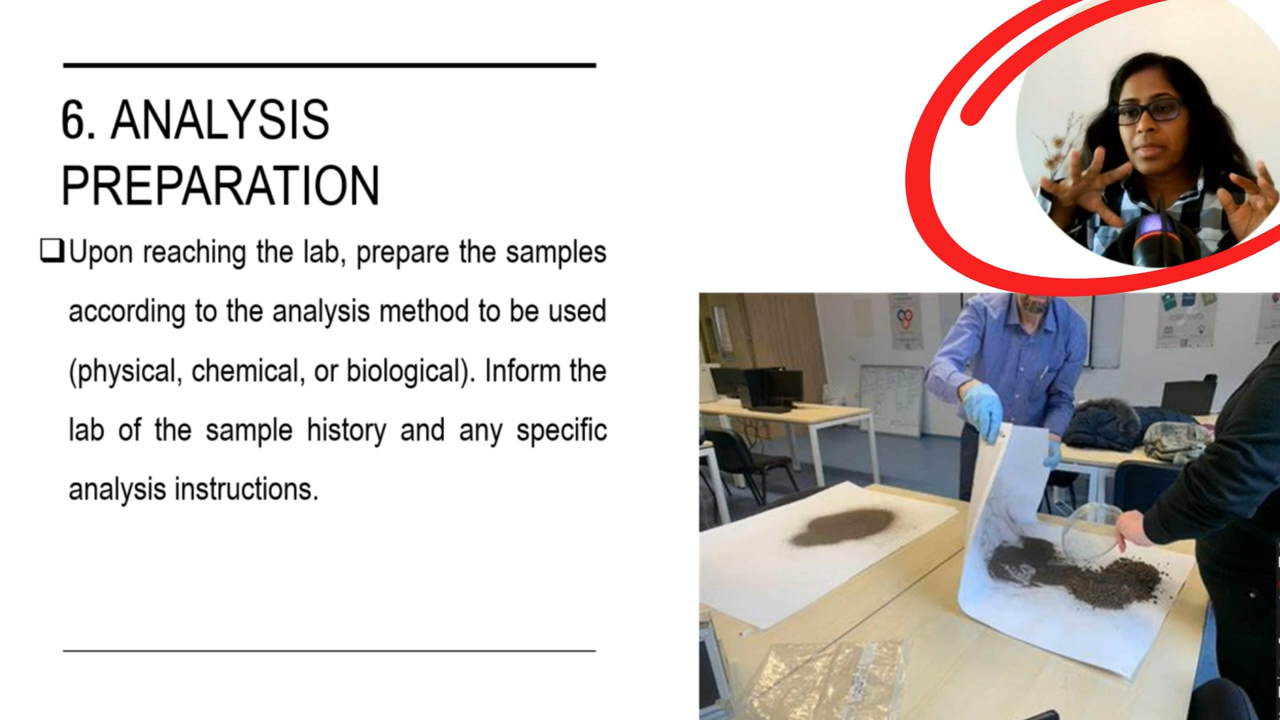 6. ANALYSIS
PREPARATION
❑Upon reaching the lab, prepare the samples
according to the analysis method to be used
(physical, chemical, or biological). Inform the
lab of the sample history and any specific
analysis instructions.